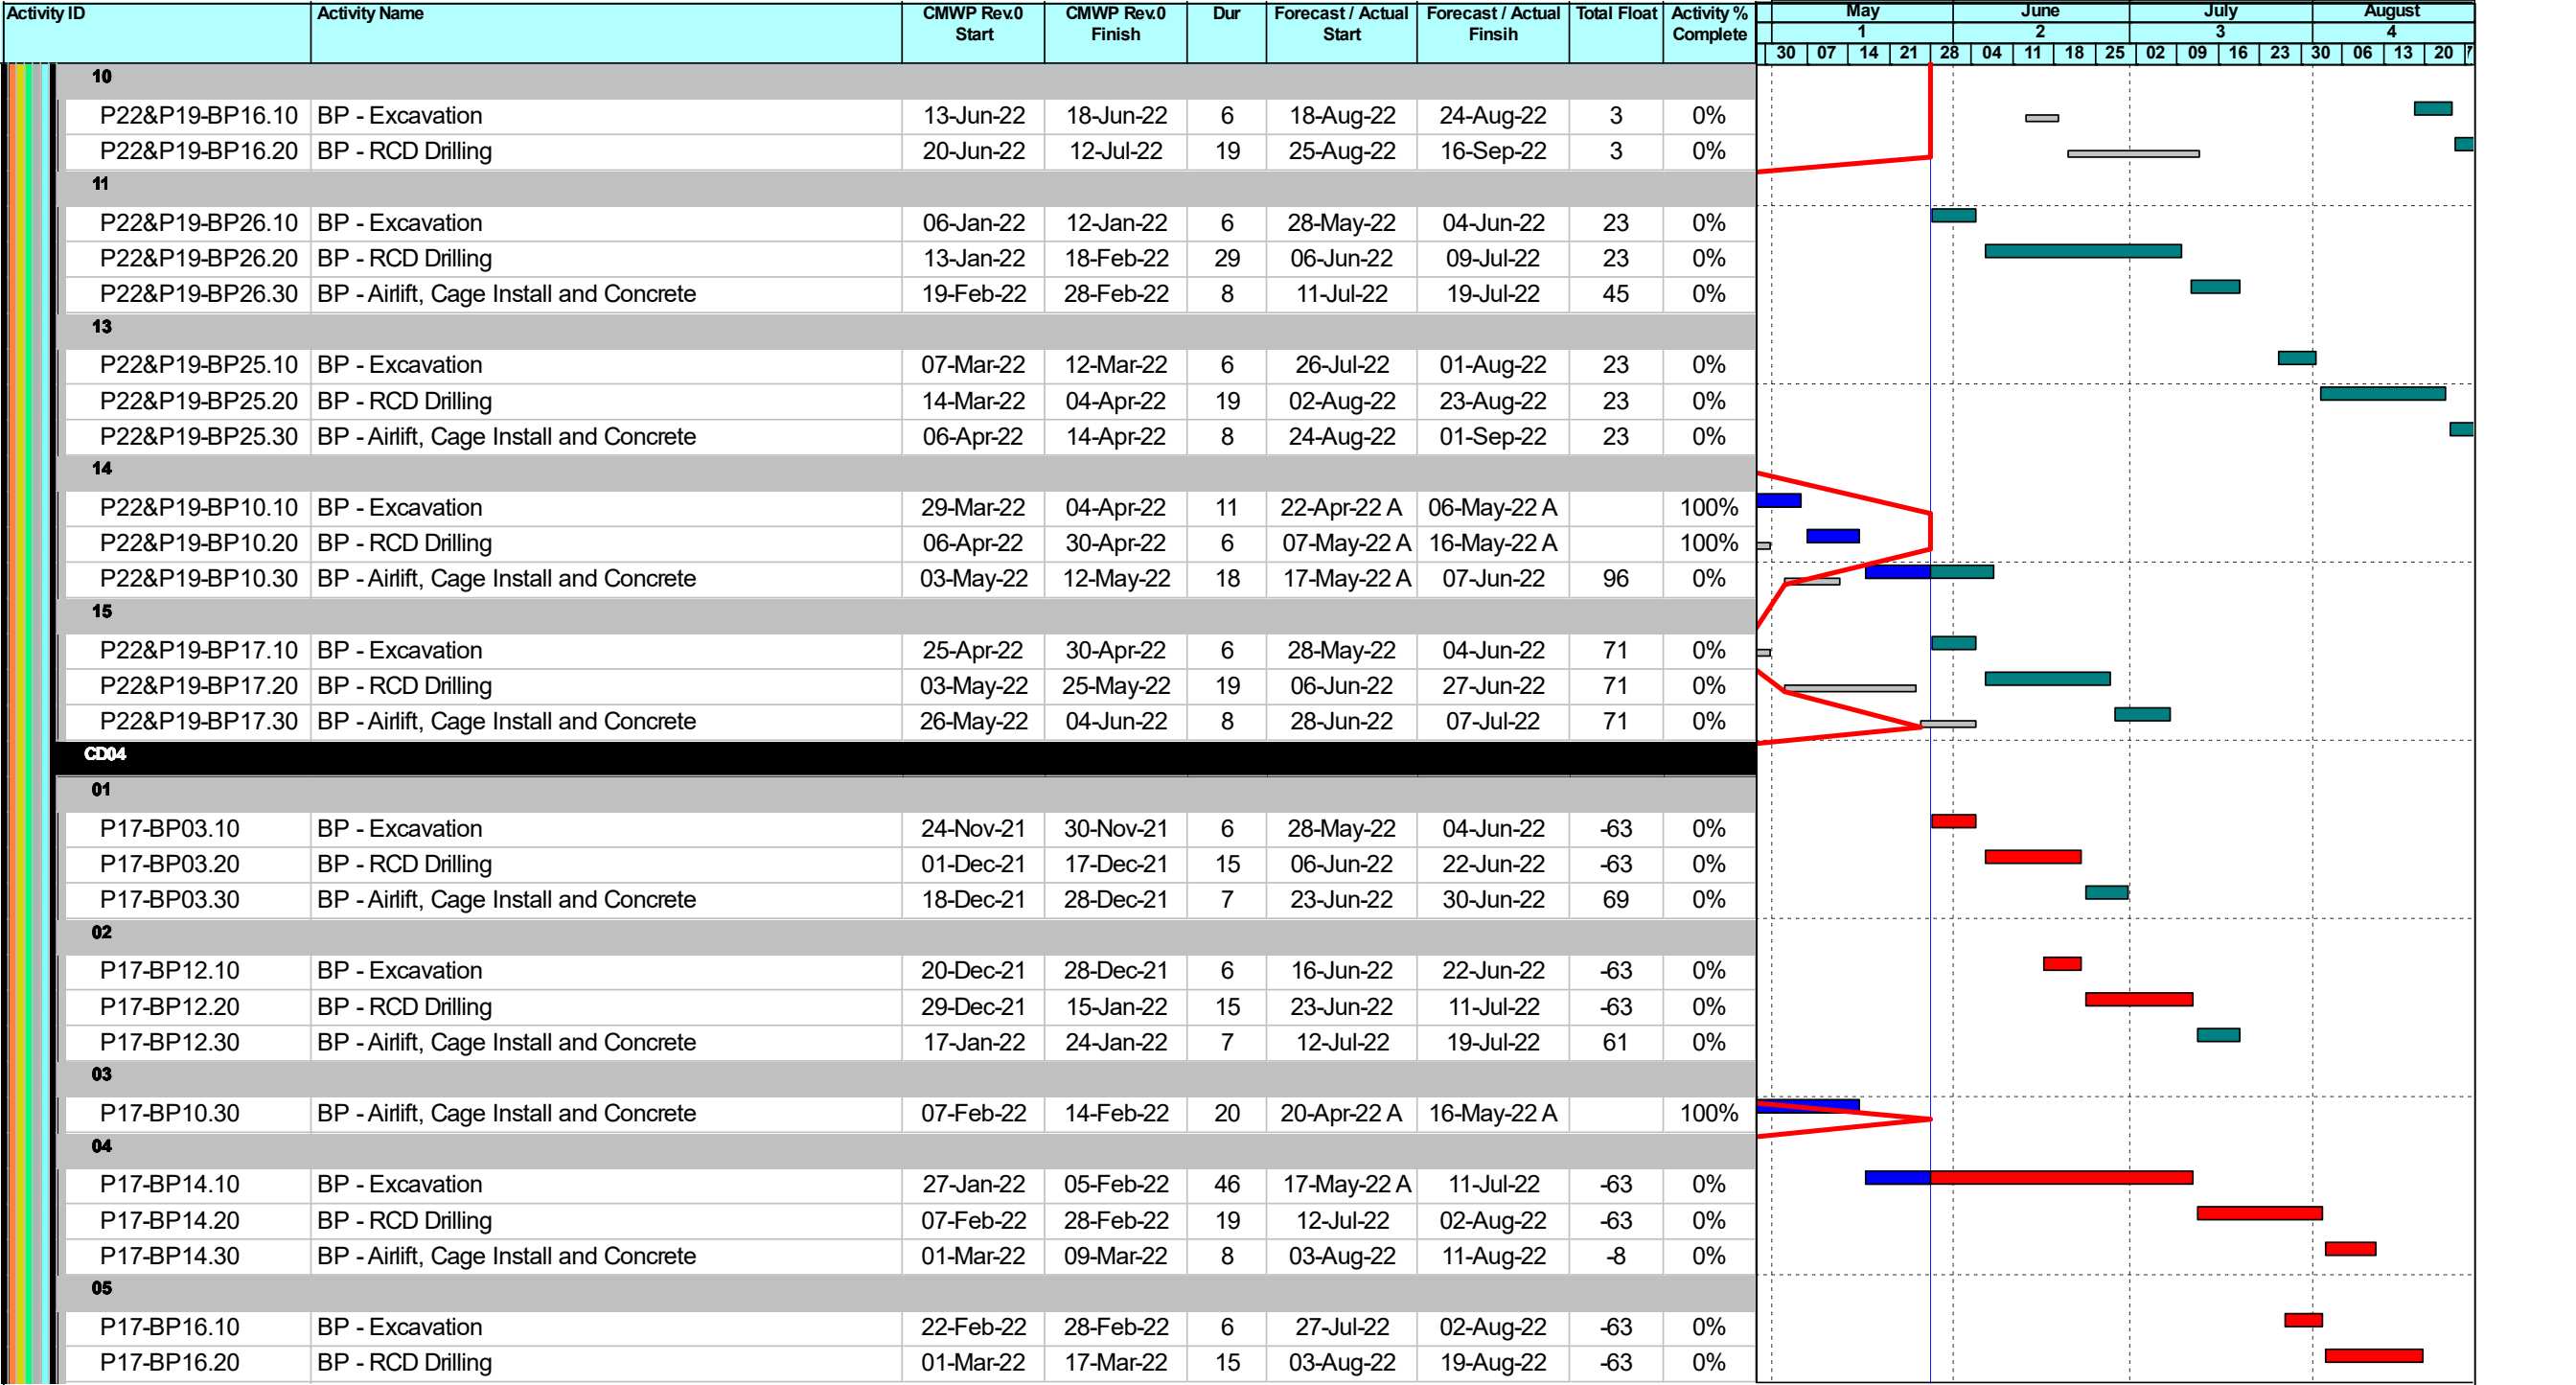 Activity ID Activity Name CMWP Rev.0 Start CMWP Rev.0 Finish Dur Forecast / Actual Start Forecast / Actual Finsih Total Float Activity % Complete
May June July August
1 2 3 4
30 07 14 21 28 04 11 18 25 02 09 16 23 30 06 13 20
10
P22&P19-BP16.10 BP - Excavation 13-Jun-22 18-Jun-22 6 18-Aug-22 24-Aug-22 3 0%
P22&P19-BP16.20 BP - RCD Drilling 20-Jun-22 12-Jul-22 19 25-Aug-22 16-Sep-22 3 0%
11
P22&P19-BP26.10 BP - Excavation 06-Jan-22 12-Jan-22 6 28-May-22 04-Jun-22 23 0%
P22&P19-BP26.20 BP - RCD Drilling 13-Jan-22 18-Feb-22 29 06-Jun-22 09-Jul-22 23 0%
P22&P19-BP26.30 BP - Airlift, Cage Install and Concrete 19-Feb-22 28-Feb-22 8 11-Jul-22 19-Jul-22 45 0%
13
P22&P19-BP25.10 BP - Excavation 07-Mar-22 12-Mar-22 6 26-Jul-22 01-Aug-22 23 0%
P22&P19-BP25.20 BP - RCD Drilling 14-Mar-22 04-Apr-22 19 02-Aug-22 23-Aug-22 23 0%
P22&P19-BP25.30 BP - Airlift, Cage Install and Concrete 06-Apr-22 14-Apr-22 8 24-Aug-22 01-Sep-22 23 0%
14
P22&P19-BP10.10 BP - Excavation 29-Mar-22 04-Apr-22 11 22-Apr-22 A 06-May-22 A 100%
P22&P19-BP10.20 BP - RCD Drilling 06-Apr-22 30-Apr-22 6 07-May-22 A 16-May-22 A 100%
P22&P19-BP10.30 BP - Airlift, Cage Install and Concrete 03-May-22 12-May-22 18 17-May-22 A 07-Jun-22 96 0%
15
P22&P19-BP17.10 BP - Excavation 25-Apr-22 30-Apr-22 6 28-May-22 04-Jun-22 71 0%
P22&P19-BP17.20 BP - RCD Drilling 03-May-22 25-May-22 19 06-Jun-22 27-Jun-22 71 0%
P22&P19-BP17.30 BP - Airlift, Cage Install and Concrete 26-May-22 04-Jun-22 8 28-Jun-22 07-Jul-22 71 0%
CD04
01
P17-BP03.10 BP - Excavation 24-Nov-21 30-Nov-21 6 28-May-22 04-Jun-22 -63 0%
P17-BP03.20 BP - RCD Drilling 01-Dec-21 17-Dec-21 15 06-Jun-22 22-Jun-22 -63 0%
P17-BP03.30 BP - Airlift, Cage Install and Concrete 18-Dec-21 28-Dec-21 7 23-Jun-22 30-Jun-22 69 0%
02
P17-BP12.10 BP - Excavation 20-Dec-21 28-Dec-21 6 16-Jun-22 22-Jun-22 -63 0%
P17-BP12.20 BP - RCD Drilling 29-Dec-21 15-Jan-22 15 23-Jun-22 11-Jul-22 -63 0%
P17-BP12.30 BP - Airlift, Cage Install and Concrete 17-Jan-22 24-Jan-22 7 12-Jul-22 19-Jul-22 61 0%
03
P17-BP10.30 BP - Airlift, Cage Install and Concrete 07-Feb-22 14-Feb-22 20 20-Apr-22 A 16-May-22 A 100%
04
P17-BP14.10 BP - Excavation 27-Jan-22 05-Feb-22 46 17-May-22 A 11-Jul-22 -63 0%
P17-BP14.20 BP - RCD Drilling 07-Feb-22 28-Feb-22 19 12-Jul-22 02-Aug-22 -63 0%
P17-BP14.30 BP - Airlift, Cage Install and Concrete 01-Mar-22 09-Mar-22 8 03-Aug-22 11-Aug-22 -8 0%
05
P17-BP16.10 BP - Excavation 22-Feb-22 28-Feb-22 6 27-Jul-22 02-Aug-22 -63 0%
P17-BP16.20 BP - RCD Drilling 01-Mar-22 17-Mar-22 15 03-Aug-22 19-Aug-22 -63 0%